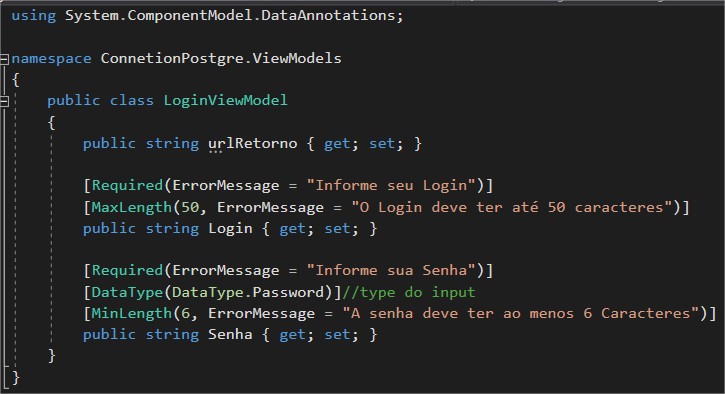 using System.ComponentModel.DataAnnotations;
namespace ConnetionPostgre.ViewModels
{
public class LoginViewModel
{
public string urlRetorno { get; set; }
[Required(ErrorMessage = "Informe seu Login")]
[MaxLength(50, ErrorMessage = "O Login deve ter até 50 caracteres")]
public string Login { get; set; }
[Required(ErrorMessage = "Informe sua Senha")]
[DataType(DataType.Password)]//type do input
[MinLength(6, ErrorMessage = "A senha deve ter ao menos 6 Caracteres")]
public string Senha { get; set; }
}
}